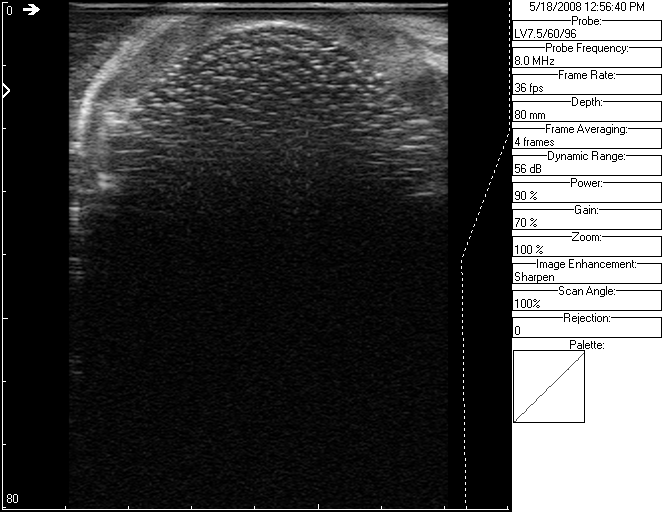 0
80
5/18/2008 12:56:40 PM
Probe:
LV7.5/60/96
Probe Frequency:
8.0 MHz
Frame Rate:
36 fps
Depth:
80 mm
Frame Averaging:
4 frames
Dynamic Range:
56 dB
Power:
90 %
Gain:
70 %
Zoom:
100 %
Image Enhancement:
Sharpen
Scan Angle:
100%
Rejection:
0
Palette: